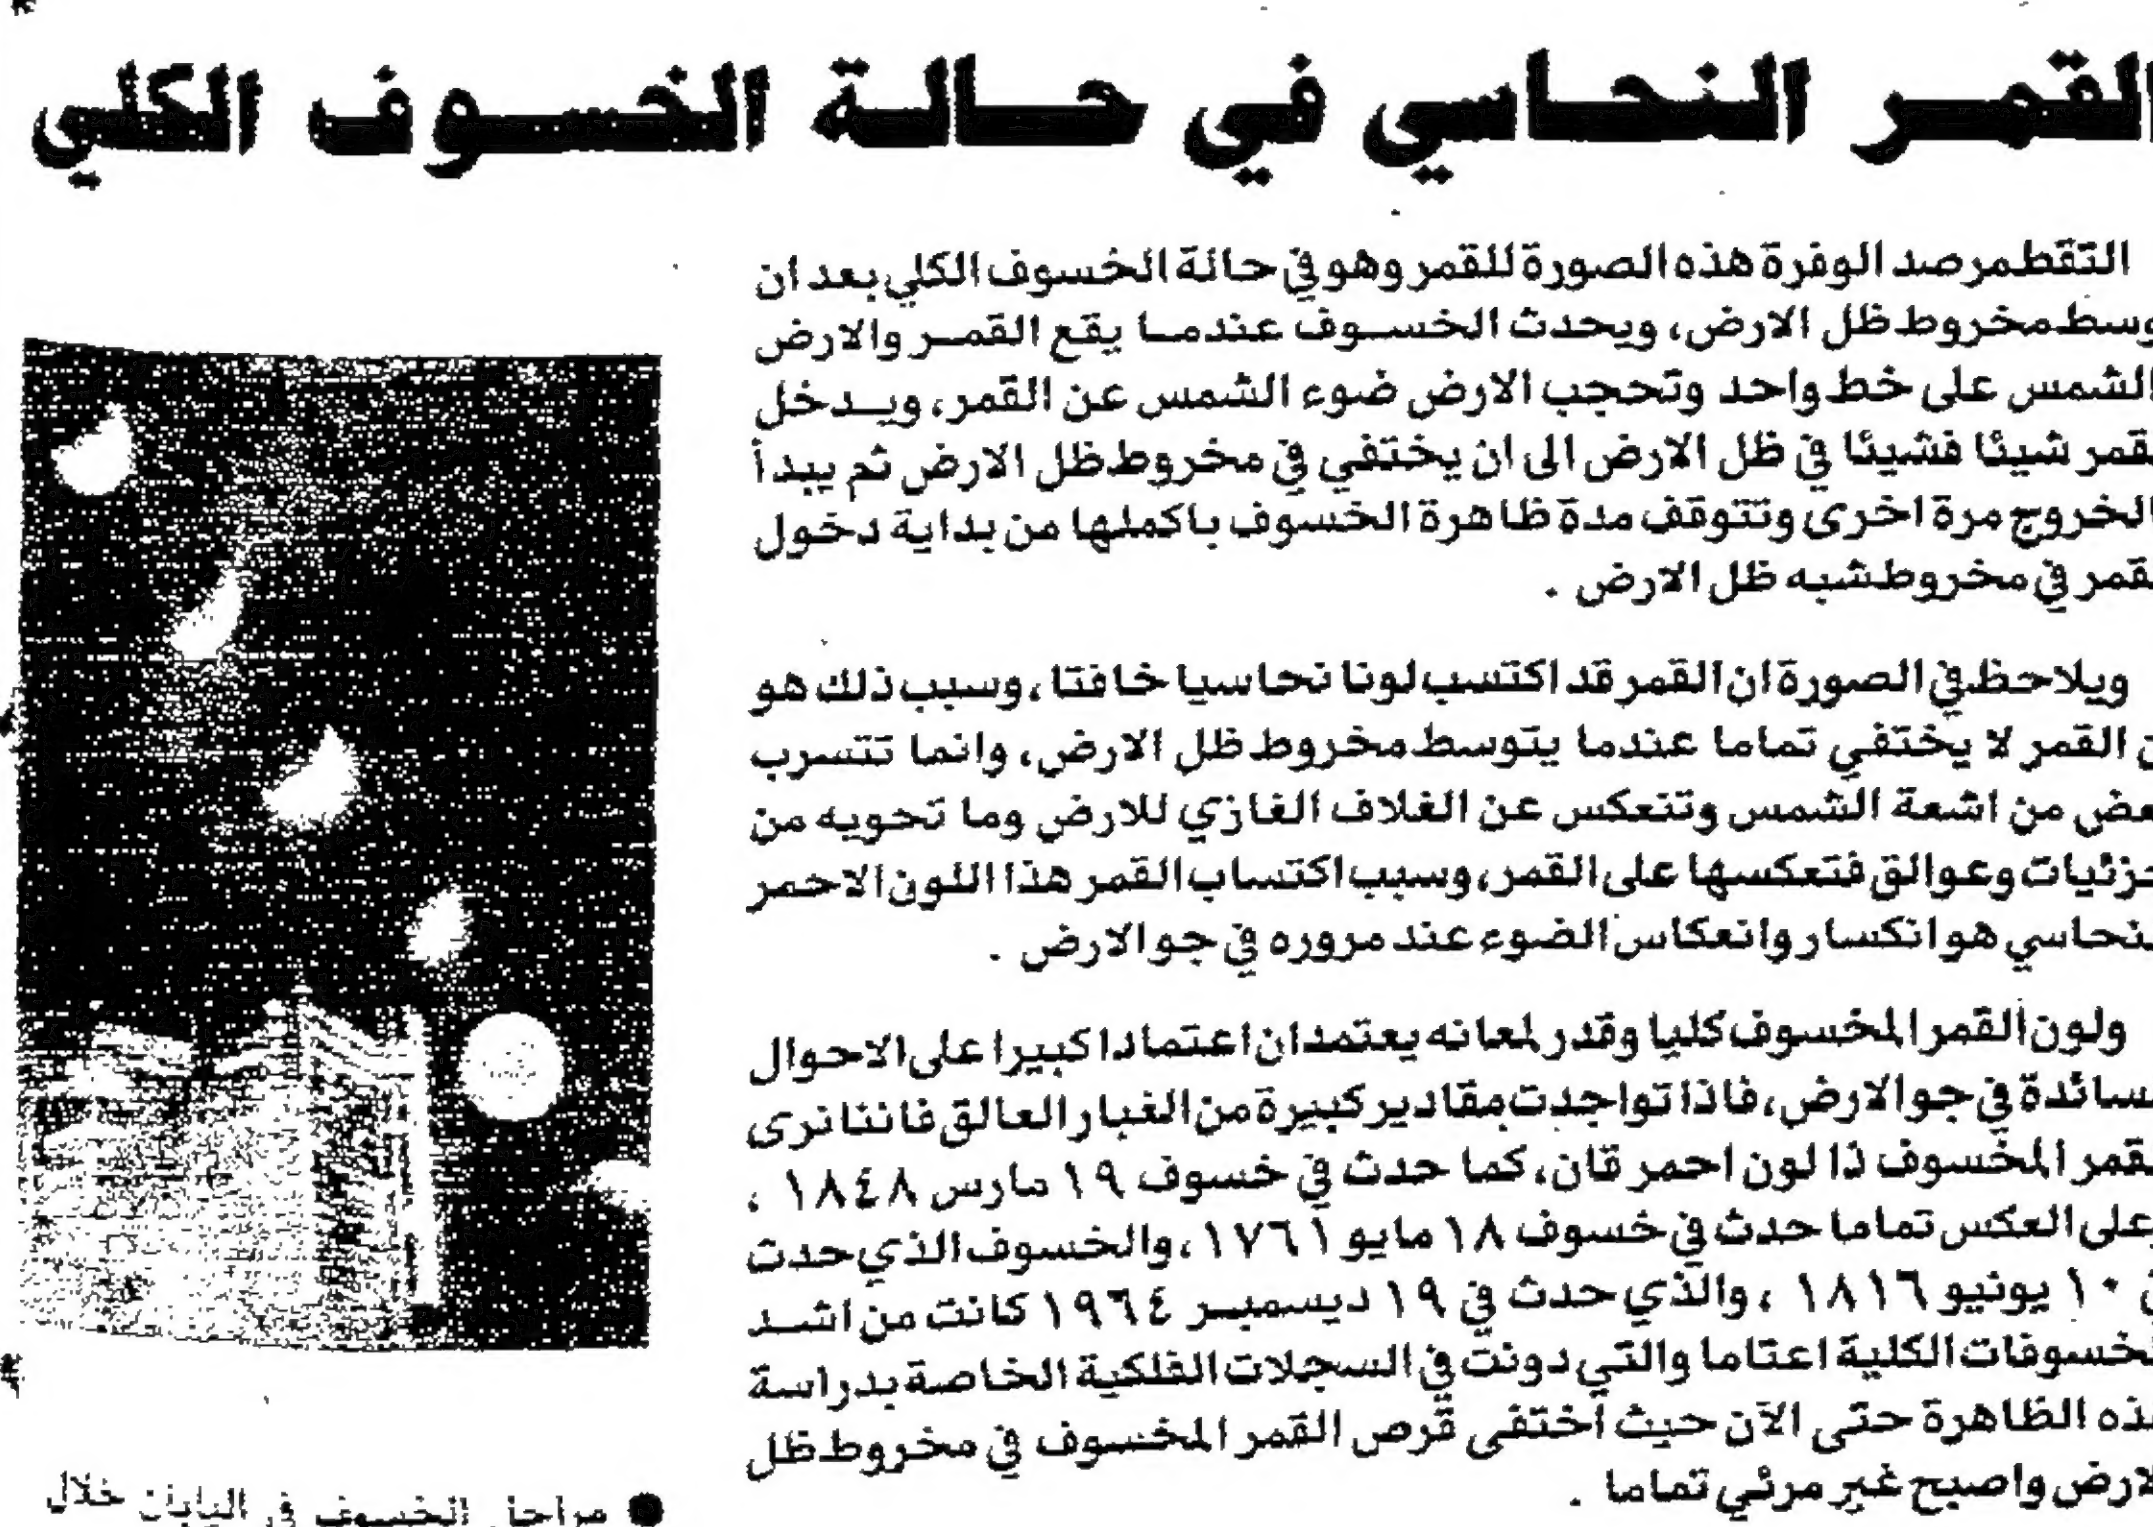 القمر النحاسي في حالة الخسوف الكلي
التقط مرصد الوفرة هذه الصورة للقمر وهو في حالة الخسوف الكلي بعد ان
وسط مخروط ظل الارض، ويحدث الخسوف عندما يقع القمر والارض
الشمس على خط واحد وتحجب الارض ضوء الشمس عن القمر، ويدخل
لقمر شيئا فشيئا في ظل الارض الى ان يختفي في مخروط ظل الارض ثم يبدأ
الخروج مرة اخرى وتتوقف مدة ظاهرة الخسوف باكملها من بداية دخول
لقمر في مخروط شبه ظل الارض .
ويلاحظ في الصورة ان القمر قد اكتسب لونا نحاسيا خافتا، وسبب ذلك هو
ن القمر لا يختفي تماما عندما يتوسط مخروط ظل الارض، وانما تتسرب
عض من اشعة الشمس وتنعكس عن الغلاف الغازي للارض وما تحويه من
جزئيات وعوالق فتعكسها على القمر، وسبب اكتساب القمر هذا اللون الاحمر
لنحاسي هو انكسار وانعكاس الضوء عند مروره في جو الارض .
ولون القمر المخسوف كليا وقدر لمعانه يعتمدان اعتمادا كبيرا على الاحوال
لسائدة في جو الارض، فاذا تواجدت مقادير كبيرة من الغبار العالق فاننا نرى
لقمر المخسوف ذا لون احمر قان، كما حدث في خسوف ١٩ مارس ١٨٤٨ ،
وعلى العكس تماما حدث في خسوف ١٨ مايو ١٧٦١ ، والخسوف الذي حدث
ي ١٠ يونيو ١٨١٦ ، والذي حدث في ١٩ ديسمبر ١٩٦٤ كانت من اشد
لخسوفات الكلية اعتاما والتي دونت في السجلات الفلكية الخاصة بدراسة
هذه الظاهرة حتى الآن حيث اختفى قرص القمر المخسوف في مخروط ظل
لارض واصبح غير مرئي تماما .
● مراحل الخسوف في اليابان خلال